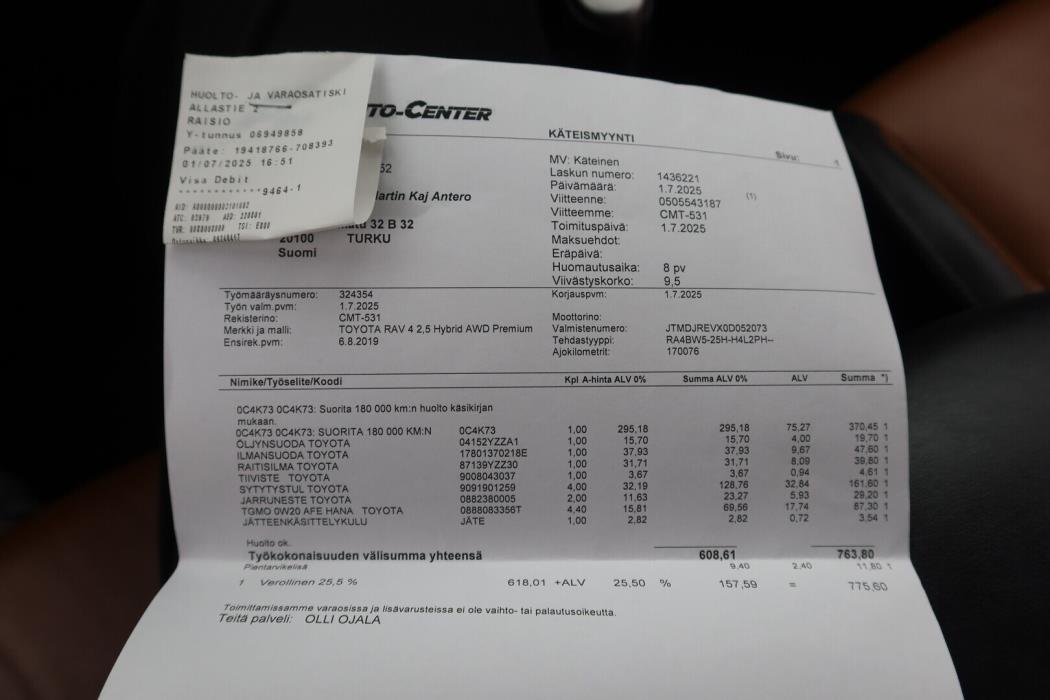 HUOLTO- JA VARAOSATISKI
ALLASTIE 2
RAISIO
Y-tunnus 06949858
Pääte: 19418766-708393
01/07/2025 16:51
Visa Debit
************9464-1
TO-CENTER
KÄTEISMYYNTI
Sivu: 1
52
artin Kaj Antero
32 B 32
20100 TURKU
Suomi
MV: Käteinen
Laskun numero: 1436221
Päivämäärä: 1.7.2025
Viitteenne: 0505543187 (1)
Viitteemme: CMT-531
Toimituspäivä: 1.7.2025
Maksuehdot:
Eräpäivä:
Huomautusaika: 8 pv
Viivästyskorko: 9,5
Työmääräysnumero: 324354
Työn valm.pvm: 1.7.2025
Rekisterino: CMT-531
Merkki ja malli: TOYOTA RAV 4 2,5 Hybrid AWD Premium
Ensirek.pvm: 6.8.2019
Korjauspvm: 1.7.2025
Moottorino:
Valmistenumero: JTMDJREVX0D052073
Tehdastyyppi: RA4BW5-25H-H4L2PH--
Ajokilometrit: 170076
Nimike/Työselite/Koodi Kpl A-hinta ALV 0% Summa ALV 0% ALV Summa *)
0C4K73 0C4K73: Suorita 180 000 km:n huolto käsikirjan
mukaan.
0C4K73 0C4K73: SUORITA 180 000 KM:N 0C4K73 1,00 295,18 295,18 75,27 370,45 1
ÖLJYNSUODA TOYOTA 04152YZZA1 1,00 15,70 15,70 4,00 19,70 1
ILMANSUODA TOYOTA 17801370218E 1,00 37,93 37,93 9,67 47,60 1
RAITISILMA TOYOTA 87139YZZ30 1,00 31,71 31,71 8,09 39,80 1
TIIVISTE TOYOTA 9008043037 1,00 3,67 3,67 0,94 4,61 1
SYTYTYSTUL TOYOTA 9091901259 4,00 32,19 128,76 32,84 161,60 1
JARRUNESTE TOYOTA 0882380005 2,00 11,63 23,27 5,93 29,20 1
TGMO 0W20 AFE HANA TOYOTA 0888083356T 4,40 15,81 69,56 17,74 87,30 1
JÄTTEENKÄSITTELYKULU JÄTE 1,00 2,82 2,82 0,72 3,54 1
Huolto ok.
Työkokonaisuuden välisumma yhteensä 608,61 763,80
Pientarvikelisä 9,40 2,40 11,80 1
1 Verollinen 25,5 % 618,01 +ALV 25,50 % 157,59 = 775,60
Toimittamissamme varaosissa ja lisävarusteissa ei ole vaihto- tai palautusoikeutta.
Teitä palveli: OLLI OJALA